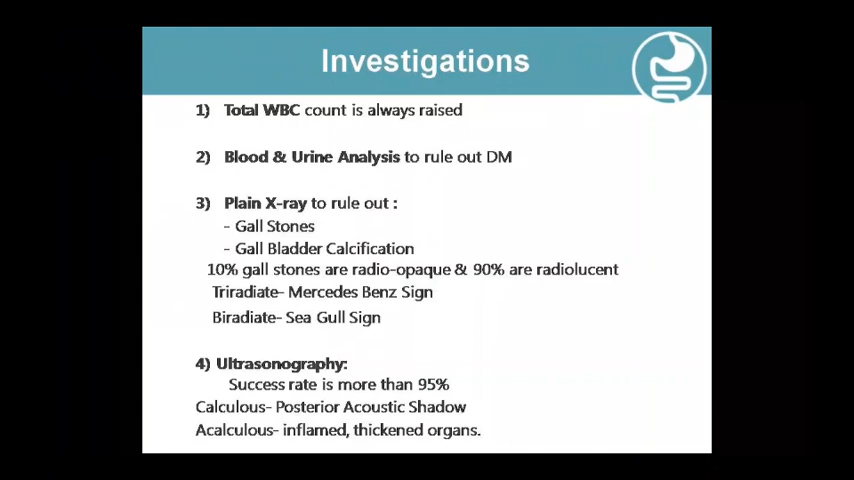 Investigations
1) Total WBC count is always raised
2) Blood & Urine Analysis to rule out DM
3) Plain X-ray to rule out :
- Gall Stones
- Gall Bladder Calcification
10% gall stones are radio-opaque & 90% are radiolucent
Triradiate- Mercedes Benz Sign
Biradiate- Sea Gull Sign
4) Ultrasonography:
Success rate is more than 95%
Calculous- Posterior Acoustic Shadow
Acalculous- inflamed, thickened organs.